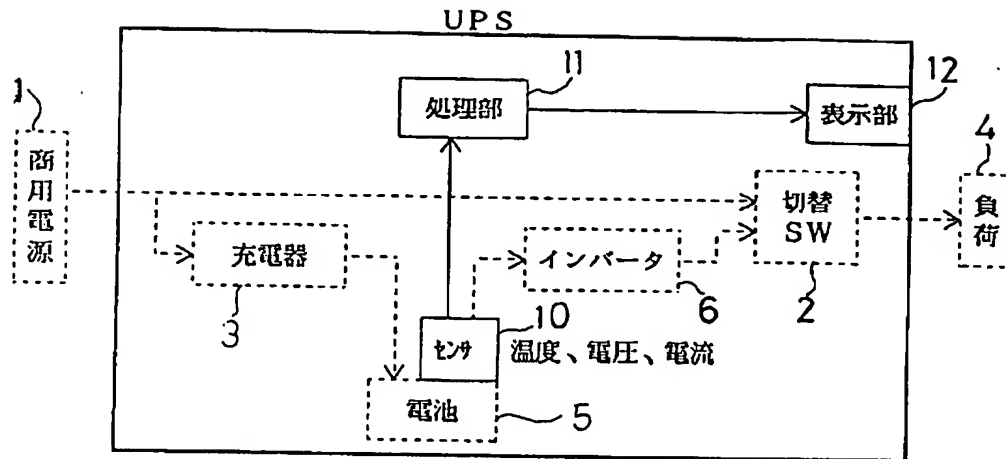 UPS
11
12
1
処理部
表示部
4
商用電源
切替
SW
負荷
充電器
インバータ
3
10
6
2
センサ
温度、電圧、電流
電池
5